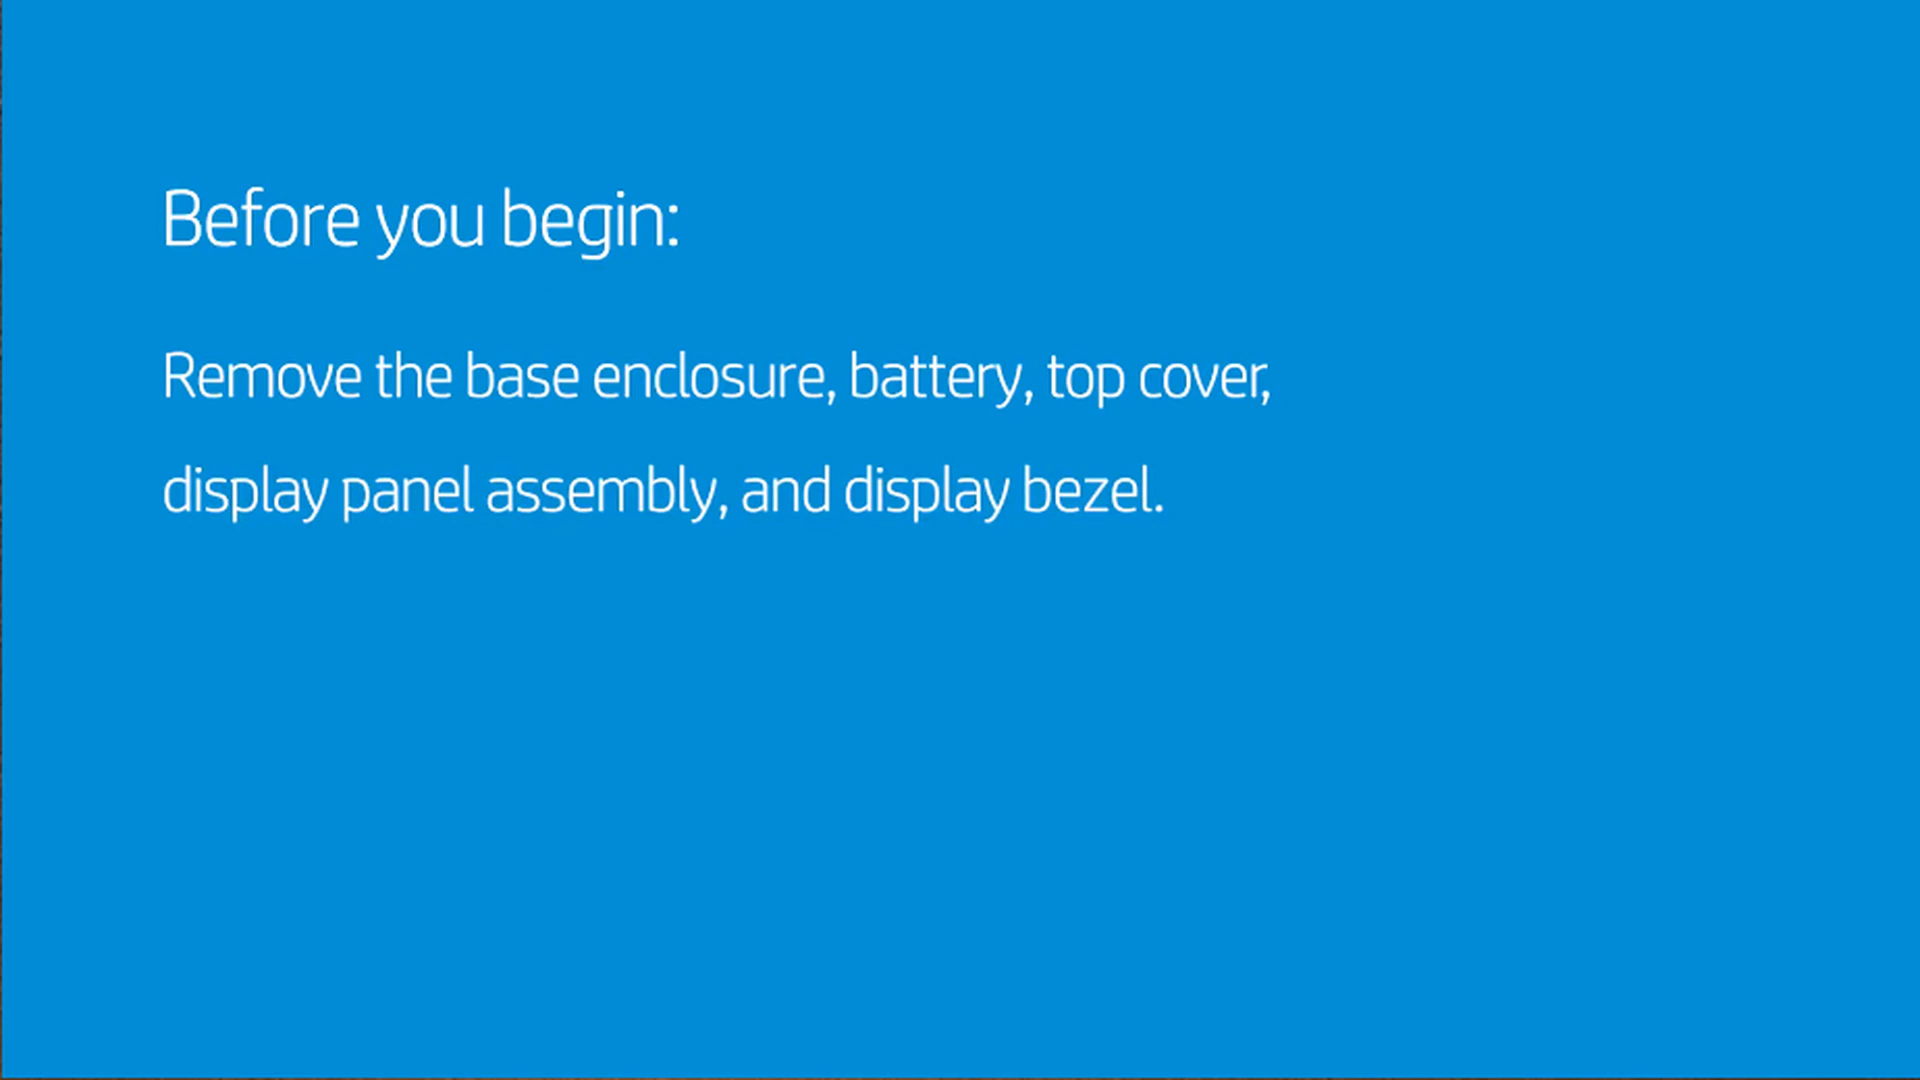 Before you begin:
Remove the base enclosure, battery, top cover,
display panel assembly, and display bezel.